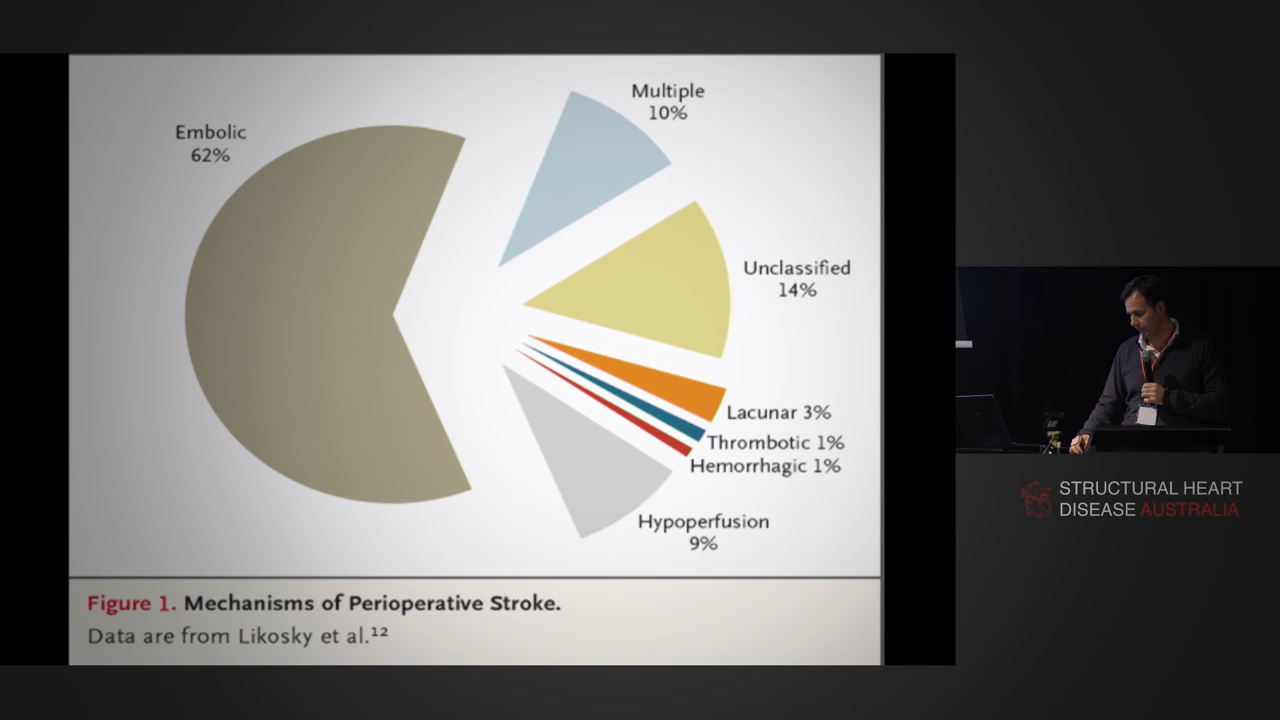 Embolic
62%
Multiple
10%
Unclassified
14%
Lacunar 3%
Thrombotic 1%
Hemorrhagic 1%
Hypoperfusion
9%
Figure 1. Mechanisms of Perioperative Stroke.
Data are from Likosky et al.¹²
STRUCTURAL HEART
DISEASE AUSTRALIA